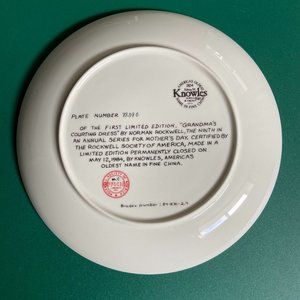 AMERICA'S OLDEST
Knowles
PLATE NUMBER
OF THE FIRST LIMITED EDITION, "GRANDMA'S
COURTING DRESS" BY NORMAN ROCKWELL, THE NINTH IN
AN ANNUAL SERIES FOR MOTHER'S DAY, CERTIFIED BY
THE ROCKWELL SOCIETY OF AMERICA, MADE IN A
LIMITED EDITION PERMANENTLY CLOSED ON
MAY 12, 1984, BY KNOWLES, AMERICA'S
OLDEST NAME IN FINE CHINA.